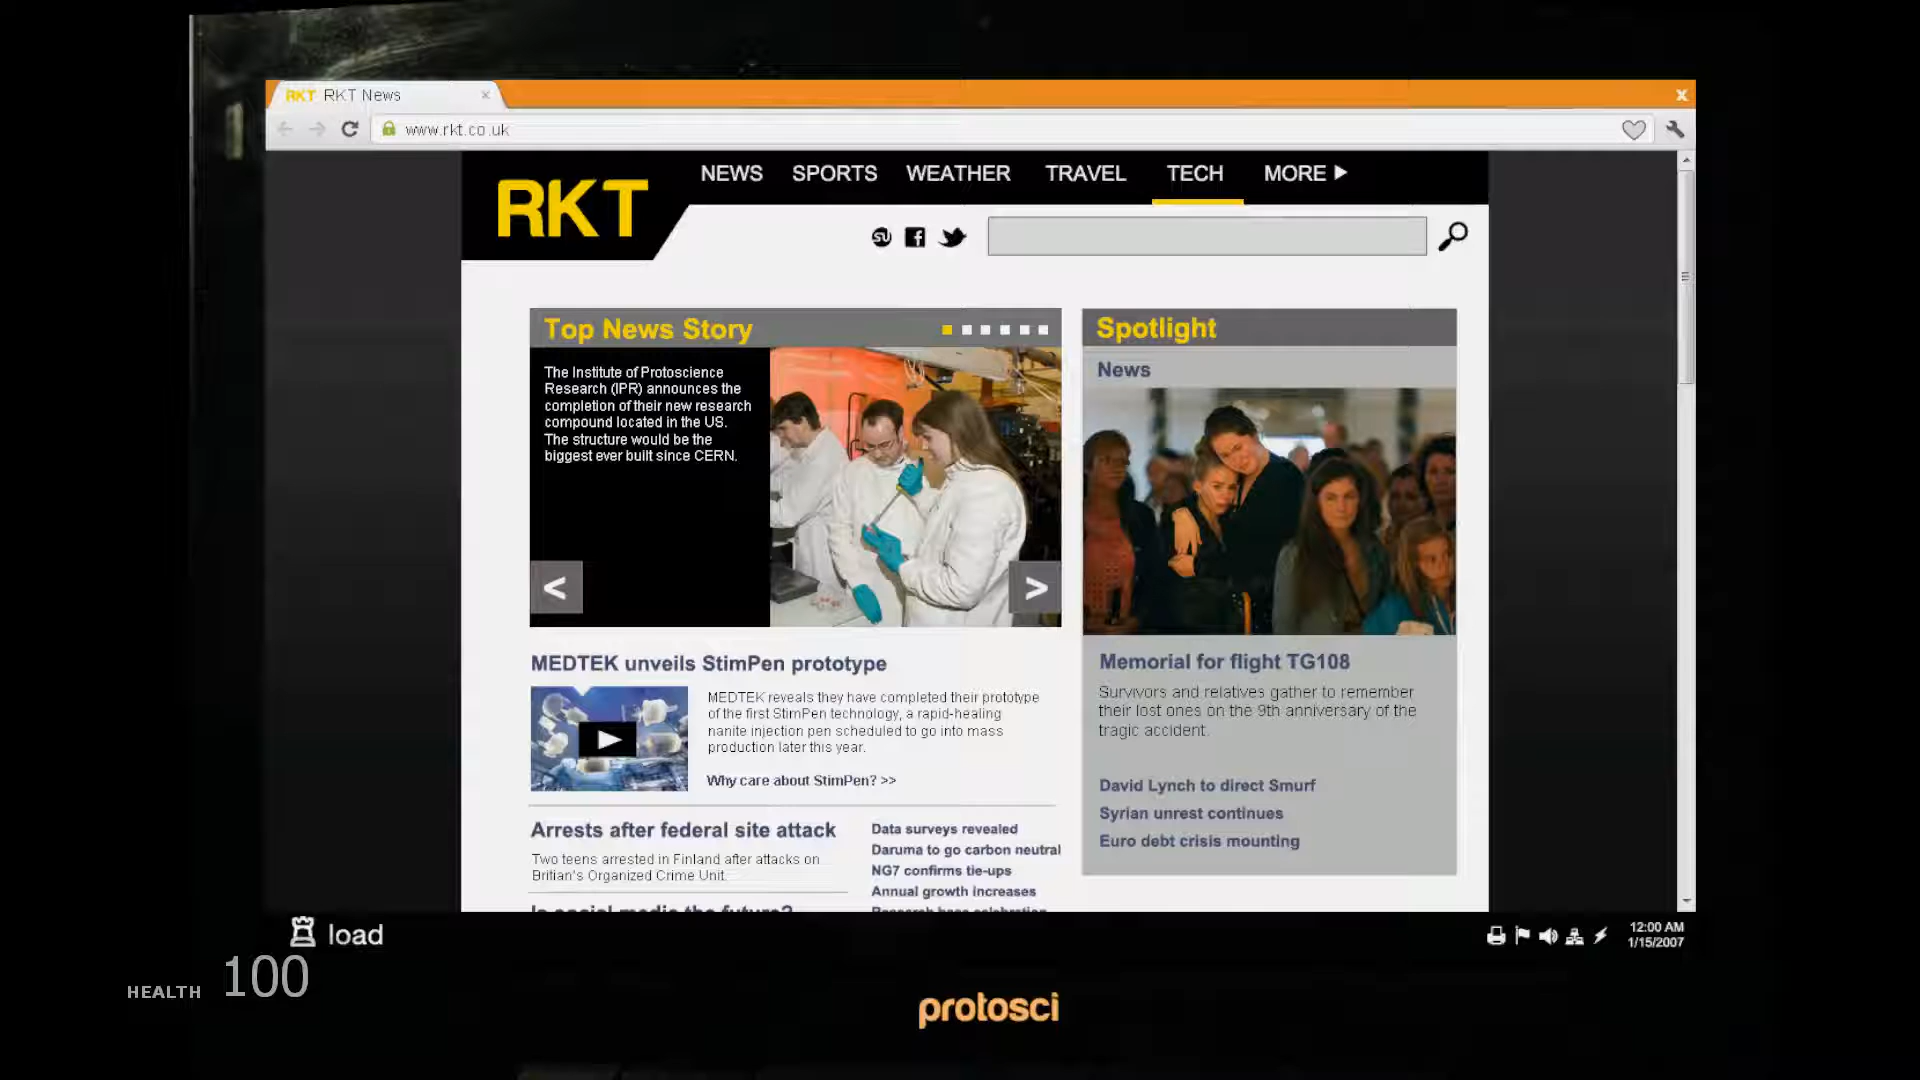 RKT RKT News
www.rkt.co.uk
RKT
NEWS SPORTS WEATHER TRAVEL TECH MORE
Top News Story
The Institute of Protoscience
Research (IPR) announces the
completion of their new research
compound located in the US.
The structure would be the
biggest ever built since CERN.
< >
MEDTEK unveils StimPen prototype
MEDTEK reveals they have completed their prototype
of the first StimPen technology, a rapid-healing
nanite injection pen scheduled to go into mass
production later this year.
Why care about StimPen? >>
Arrests after federal site attack
Two teens arrested in Finland after attacks on
Britian's Organized Crime Unit.
Is social media the future?
Data surveys revealed
Daruma to go carbon neutral
NG7 confirms tie-ups
Annual growth increases
Research base celebration
Spotlight
News
Memorial for flight TG108
Survivors and relatives gather to remember
their lost ones on the 9th anniversary of the
tragic accident.
David Lynch to direct Smurf
Syrian unrest continues
Euro debt crisis mounting
load
12:00 AM
1/15/2007
HEALTH 100
protosci